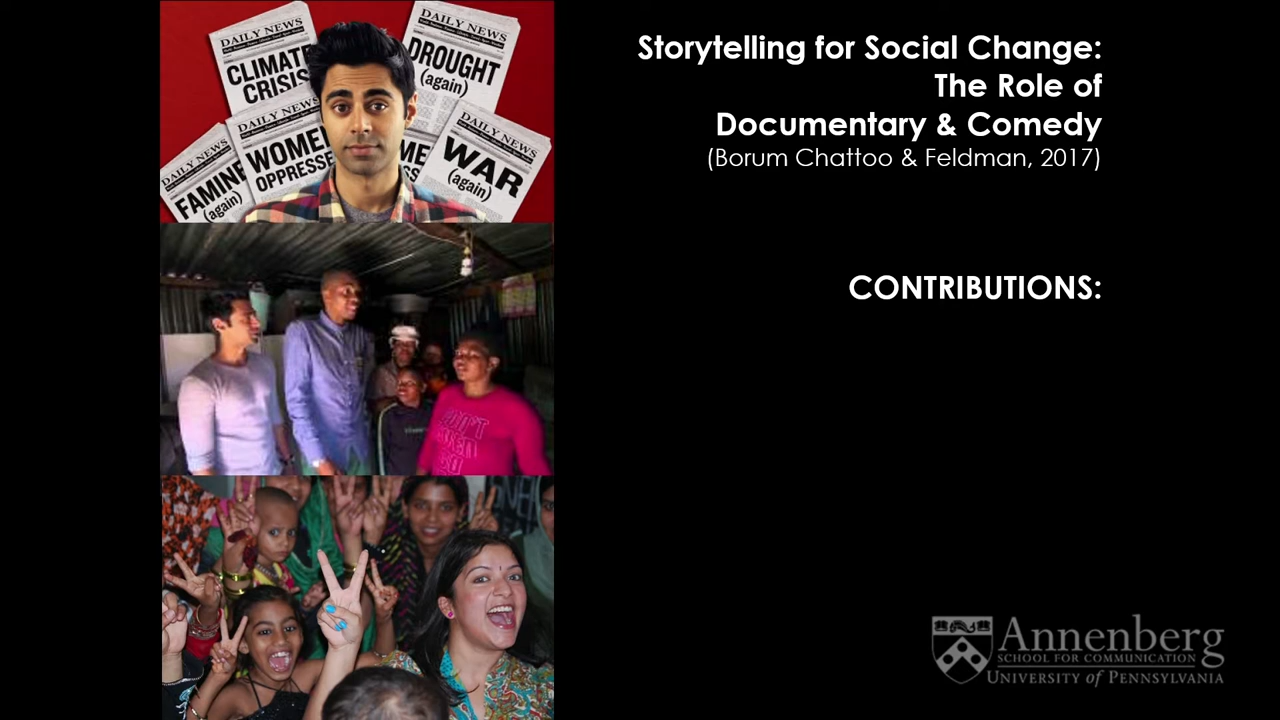 DAILY NEWS
CLIMATE
CRISIS
DAILY NEWS
DROUGHT
(again)
DAILY NEWS
FAMINE
(again)
DAILY NEWS
WOMEN
OPPRESSE
DAILY NEWS
WAR
(again)
Storytelling for Social Change:
The Role of
Documentary & Comedy
(Borum Chattoo & Feldman, 2017)
CONTRIBUTIONS:
Annenberg
SCHOOL FOR COMMUNICATION
UNIVERSITY of PENNSYLVANIA